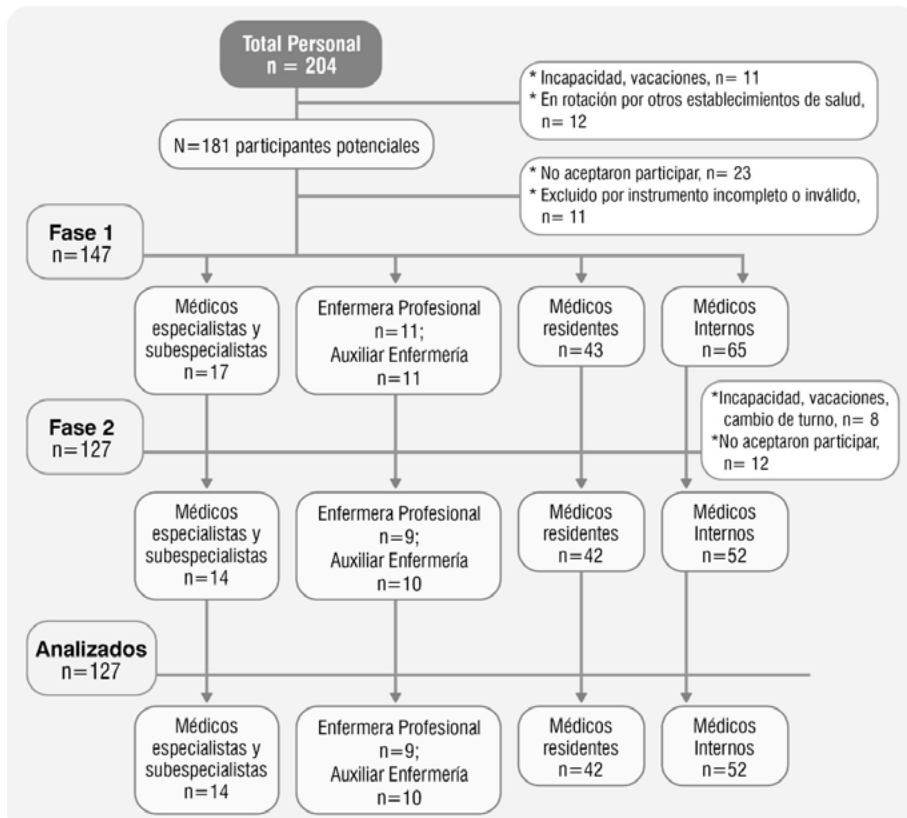 Total Personal
n = 204
* Incapacidad, vacaciones, n= 11
* En rotación por otros establecimientos de salud,
n= 12
N=181 participantes potenciales
* No aceptaron participar, n= 23
* Excluido por instrumento incompleto o inválido,
n= 11
Fase 1
n=147
Médicos
especialistas y
subespecialistas
n=17
Enfermera Profesional
n=11;
Auxiliar Enfermería
n=11
Médicos
residentes
n=43
Médicos
Internos
n=65
*Incapacidad, vacaciones,
cambio de turno, n= 8
*No aceptaron participar,
n= 12
Fase 2
n=127
Médicos
especialistas y
subespecialistas
n=14
Enfermera Profesional
n=9;
Auxiliar Enfermería
n=10
Médicos
residentes
n=42
Médicos
Internos
n=52
Analizados
n=127
Médicos
especialistas y
subespecialistas
n=14
Enfermera Profesional
n=9;
Auxiliar Enfermería
n=10
Médicos
residentes
n=42
Médicos
Internos
n=52